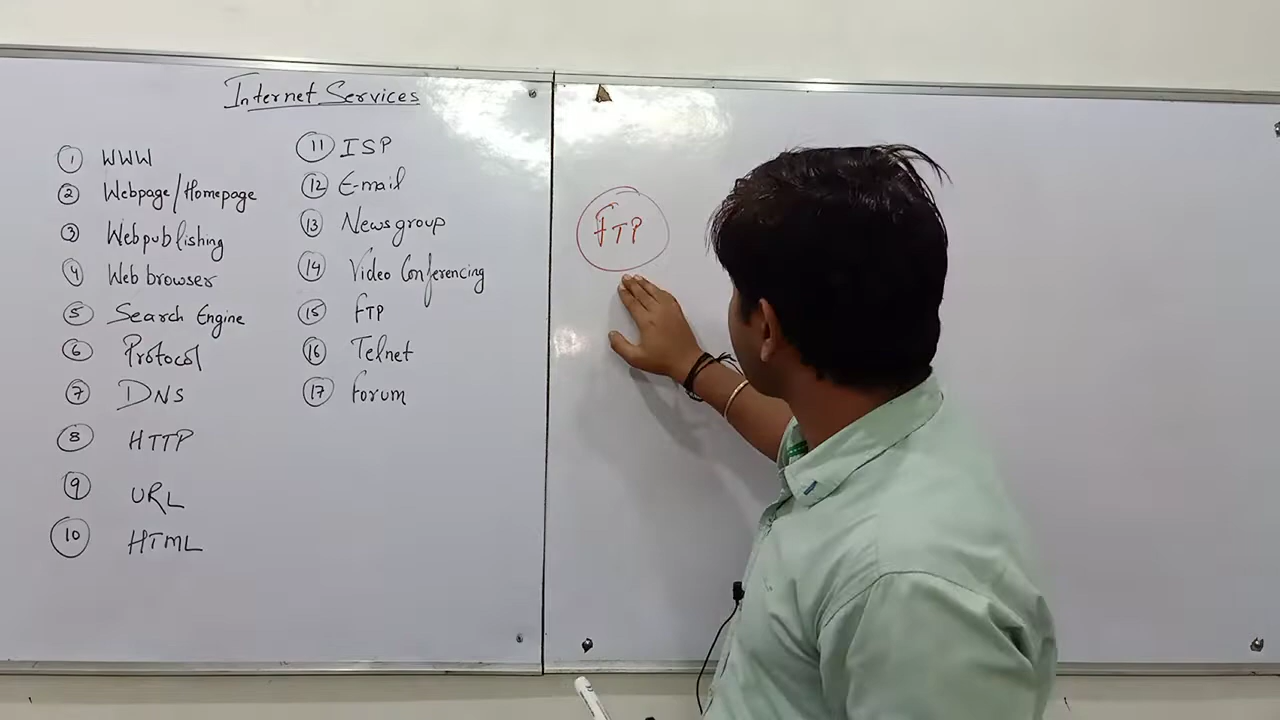 Internet Services
① WWW
② Webpage/Homepage
③ Webpublishing
④ Web browser
⑤ Search Engine
⑥ Protocol
⑦ DNS
⑧ HTTP
⑨ URL
⑩ HTML
⑪ ISP
⑫ E-mail
⑬ Newsgroup
⑭ Video Conferencing
⑮ FTP
⑯ Telnet
⑰ Forum
FTP